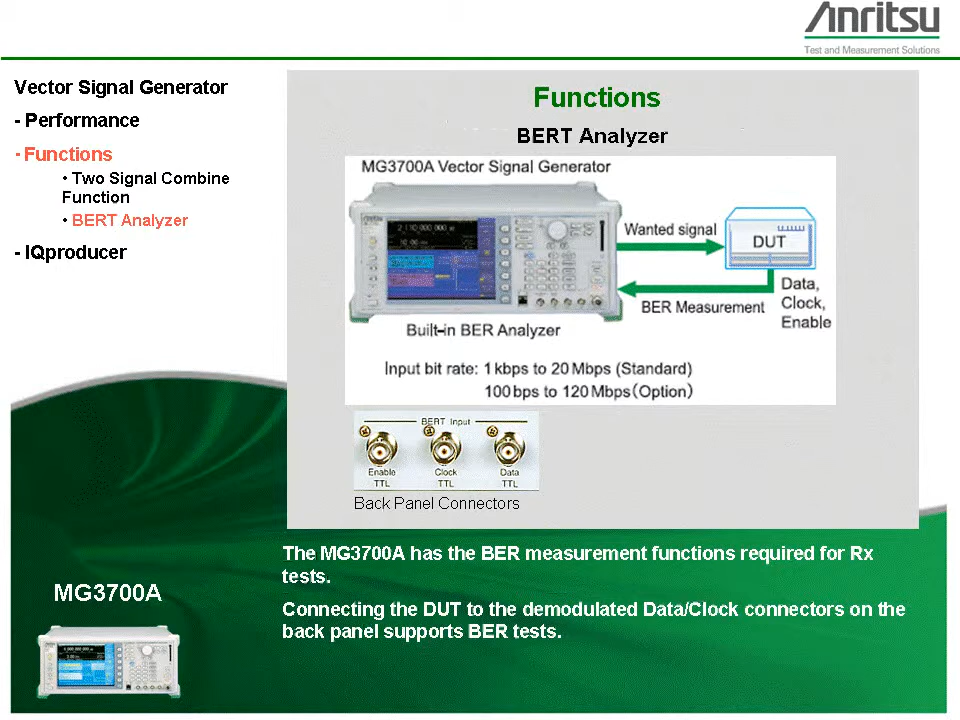 Anritsu
Test and Measurement Solutions
Vector Signal Generator
- Performance
- Functions
• Two Signal Combine
Function
• BERT Analyzer
- IQproducer
Functions
BERT Analyzer
MG3700A Vector Signal Generator
Anritsu
Wanted signal
DUT
BER Measurement
Data,
Clock,
Enable
Built-in BER Analyzer
Input bit rate: 1 kbps to 20 Mbps (Standard)
100 bps to 120 Mbps (Option)
BERT Input
Enable
TTL
Clock
TTL
Data
TTL
Back Panel Connectors
The MG3700A has the BER measurement functions required for Rx
tests.
Connecting the DUT to the demodulated Data/Clock connectors on the
back panel supports BER tests.
MG3700A